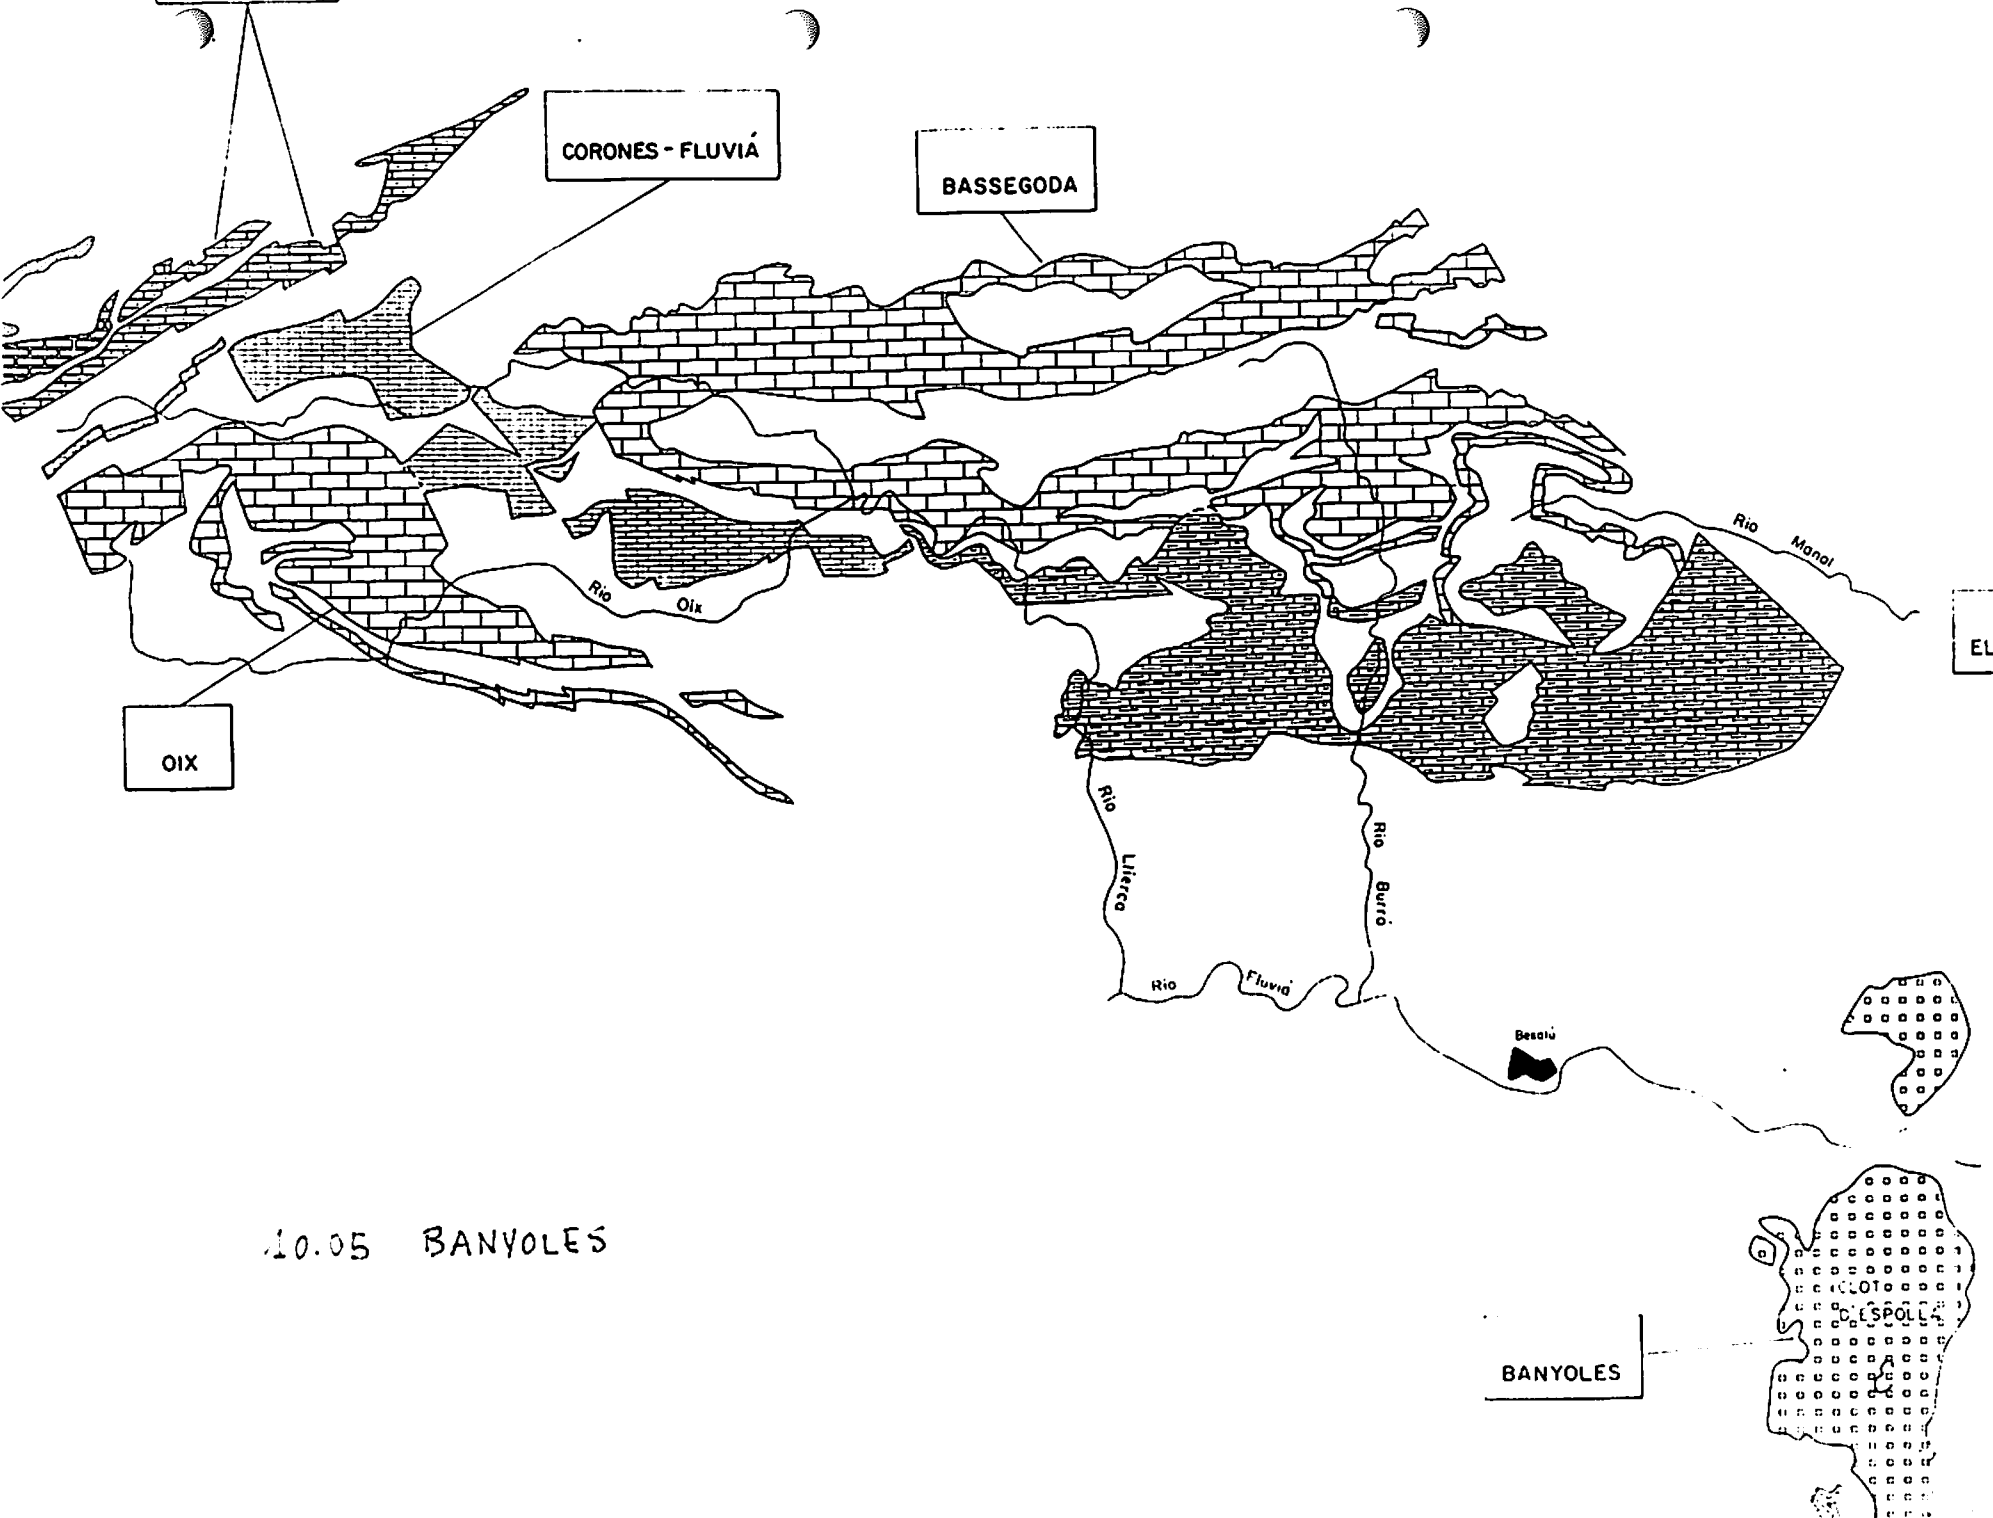 CORONES - FLUVIÁ
BASSEGODA
Rio
Manol
Rio
Oix
EL
OIX
Rio
Llierca
Rio
Burró
Rio
Fluviá
Besalú
10.05 BANYOLES
CLOT
D'ESPOLLA
BANYOLES